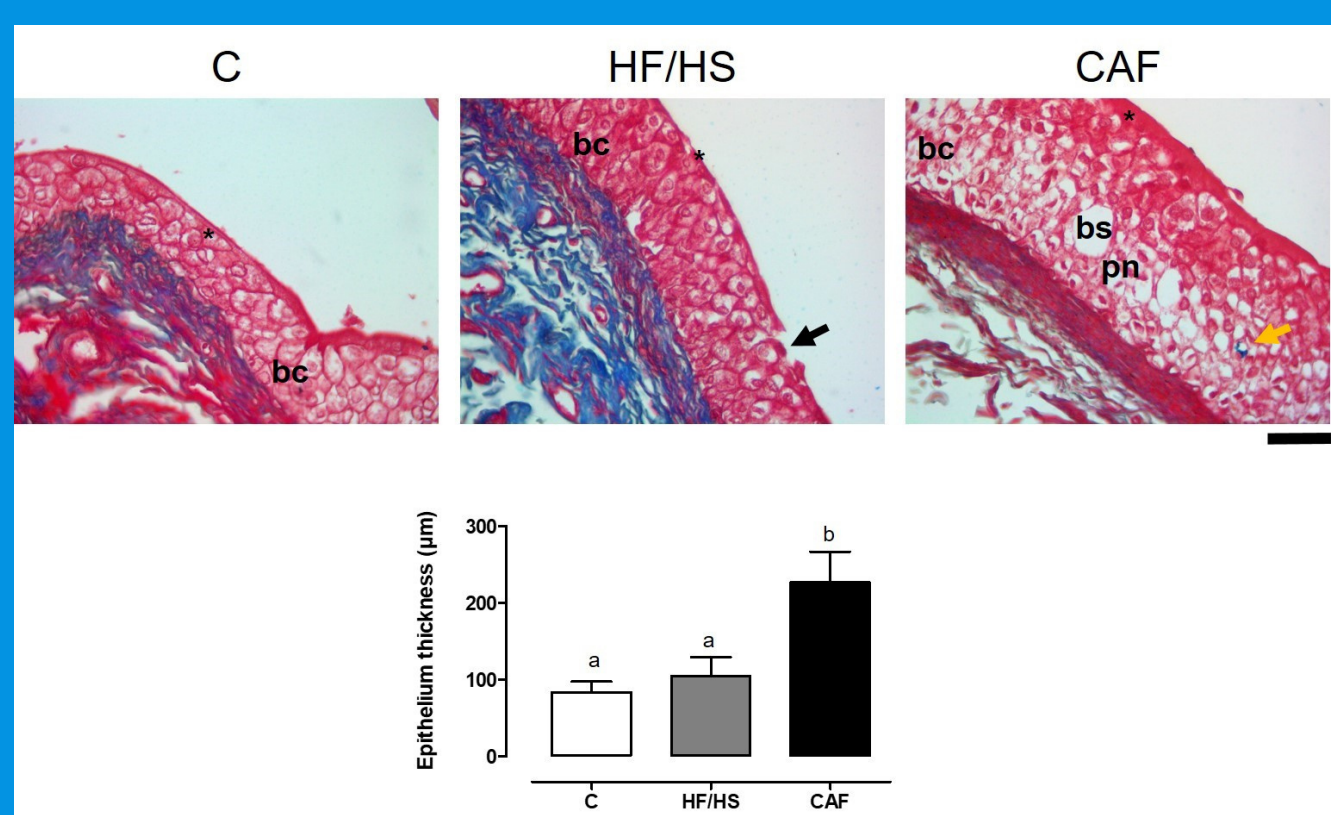 C
HF/HS
CAF
*
bc
bc
*
*
bc
bs
pn
Epithelium thickness (µm)
300
200
100
0
a
a
b
C
HF/HS
CAF